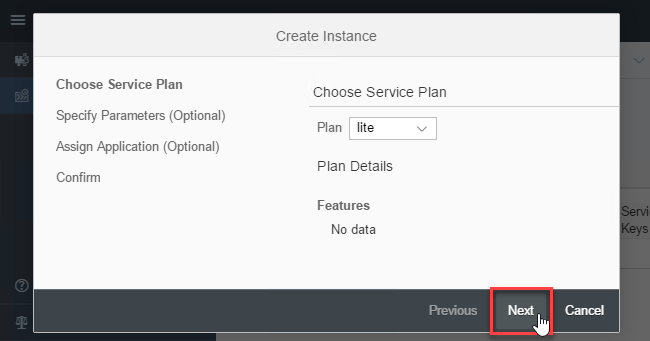 Create Instance
Choose Service Plan
Specify Parameters (Optional)
Assign Application (Optional)
Confirm
Choose Service Plan
Plan lite
Plan Details
Features
No data
Servi
Keys
Previous Next Cancel